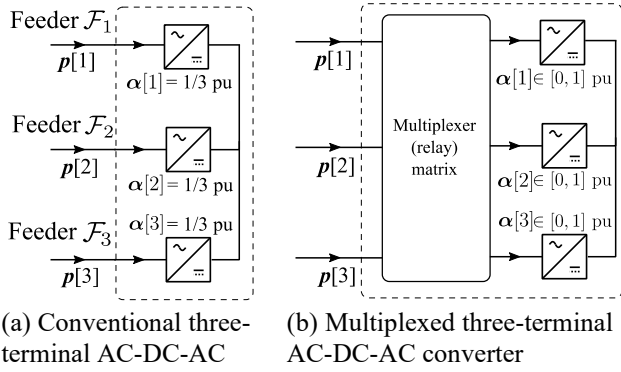 Feeder ℱ₁
p[1]
α[1] = 1/3 pu
Feeder ℱ₂
p[2]
α[2] = 1/3 pu
α[3] = 1/3 pu
Feeder ℱ₃
p[3]
(a) Conventional three-
terminal AC-DC-AC
p[1]
α[1] ∈ [0, 1] pu
Multiplexer
(relay)
matrix
p[2]
α[2] ∈ [0, 1] pu
α[3] ∈ [0, 1] pu
p[3]
(b) Multiplexed three-terminal
AC-DC-AC converter